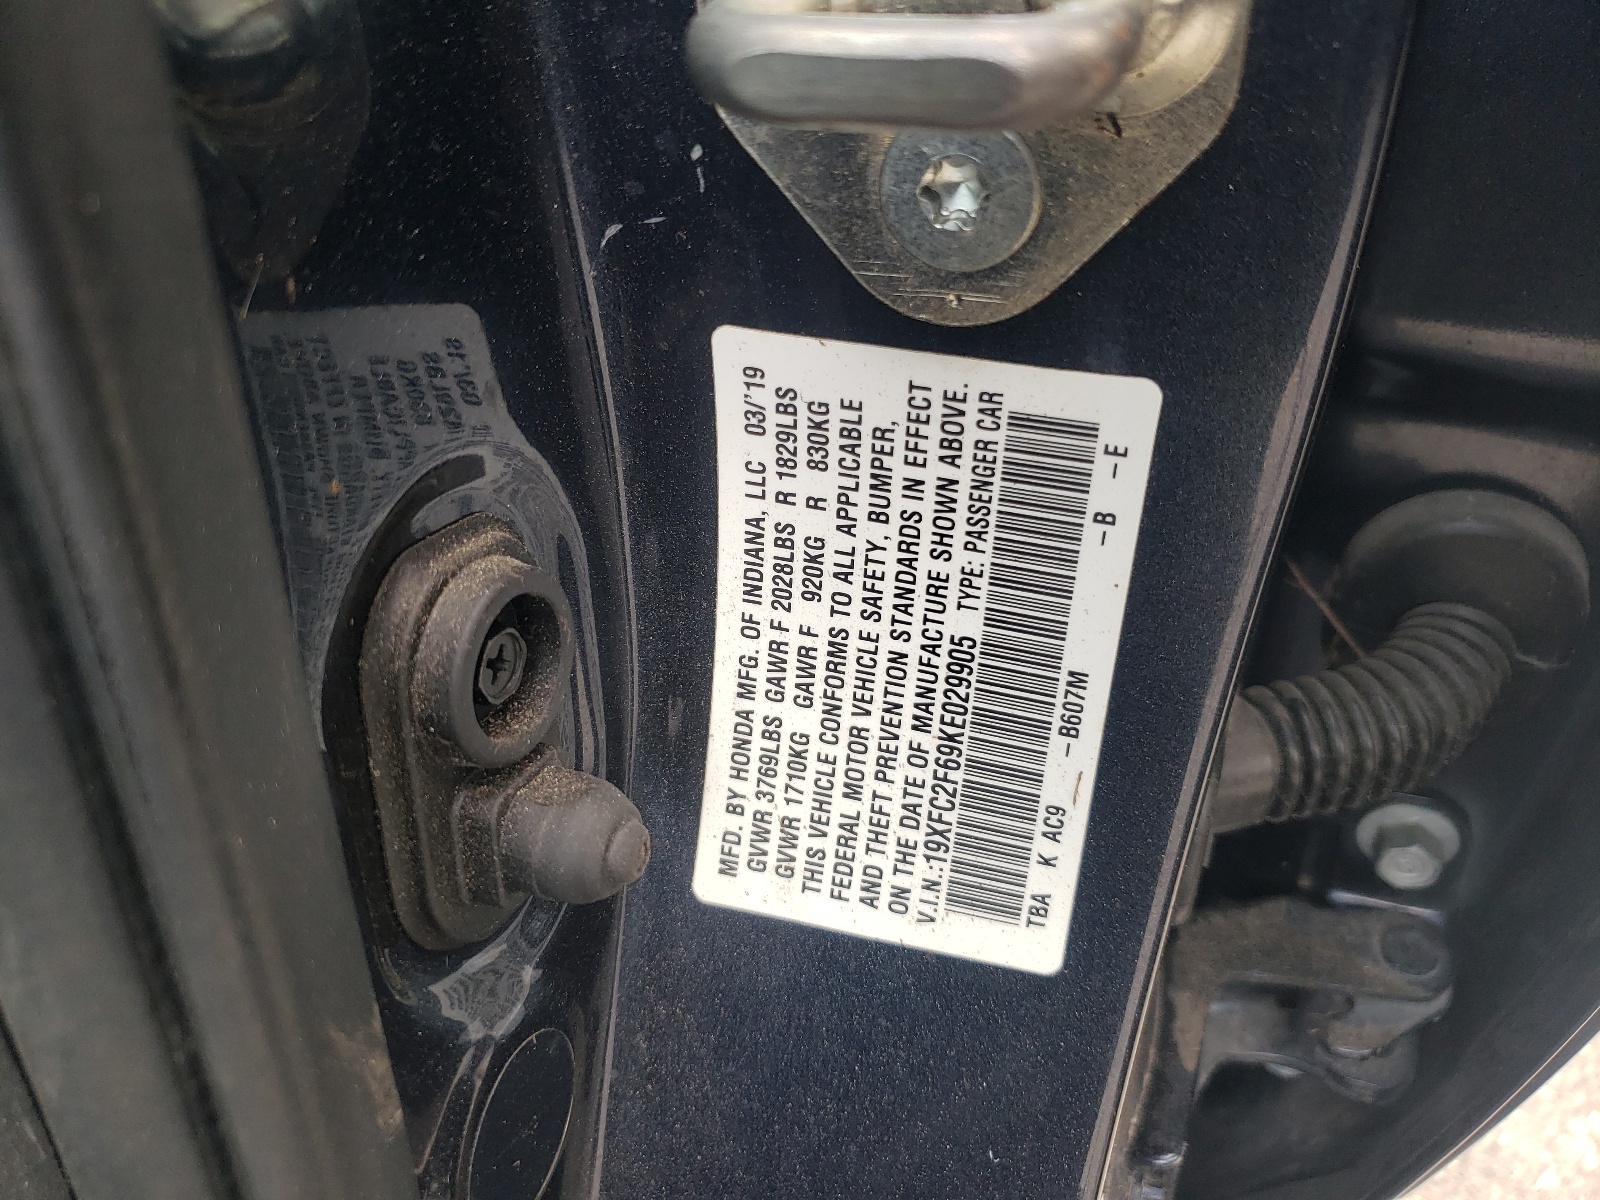 MFD. BY HONDA MFG. OF INDIANA, LLC 03/'19
GVWR 3769LBS GAWR F 2028LBS R 1829LBS
GVWR 1710KG GAWR F 920KG R 830KG
THIS VEHICLE CONFORMS TO ALL APPLICABLE
FEDERAL MOTOR VEHICLE SAFETY, BUMPER,
AND THEFT PREVENTION STANDARDS IN EFFECT
ON THE DATE OF MANUFACTURE SHOWN ABOVE.
V.I.N.:19XFC2F69KE029905 TYPE: PASSENGER CAR
TBA K AC9 -B607M -B -E